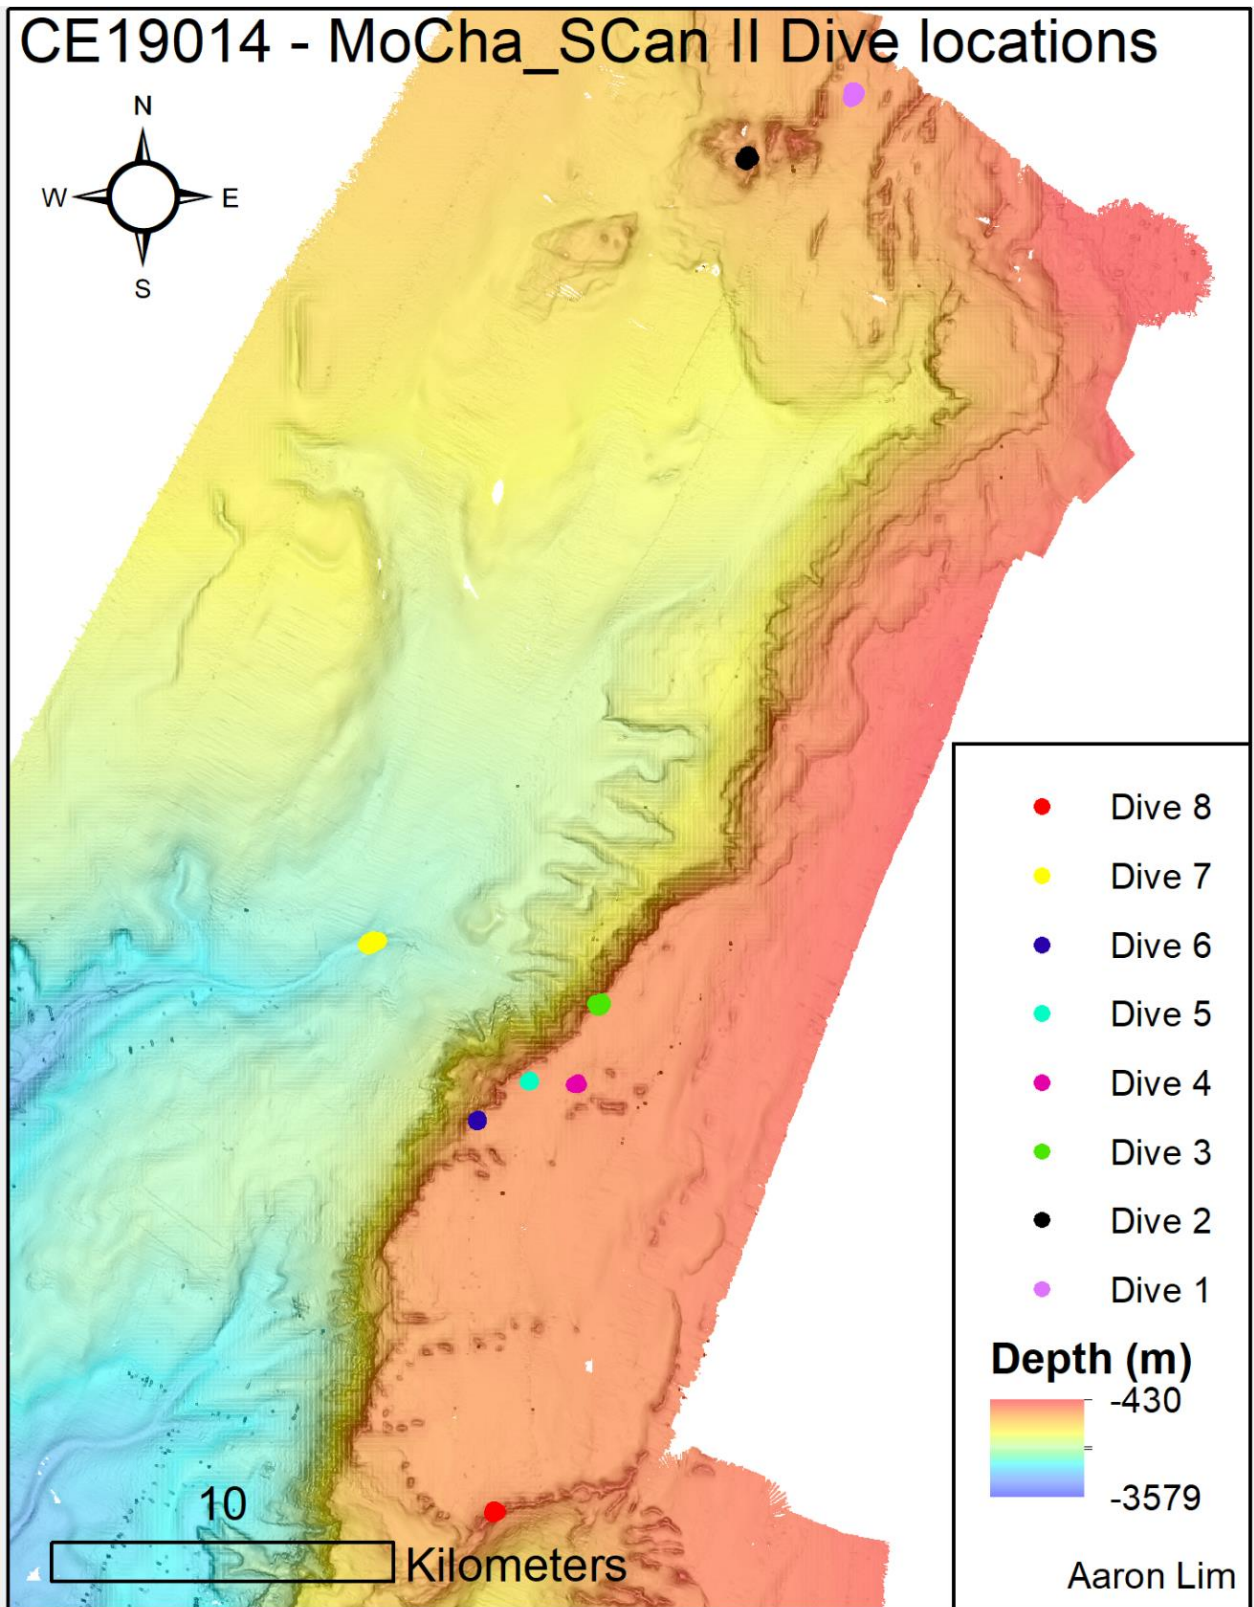 CE19014 - MoCha_SCan II Dive locations
N
W E
S
Dive 8
Dive 7
Dive 6
Dive 5
Dive 4
Dive 3
Dive 2
Dive 1
Depth (m)
-430
-3579
10
Kilometers
Aaron Lim